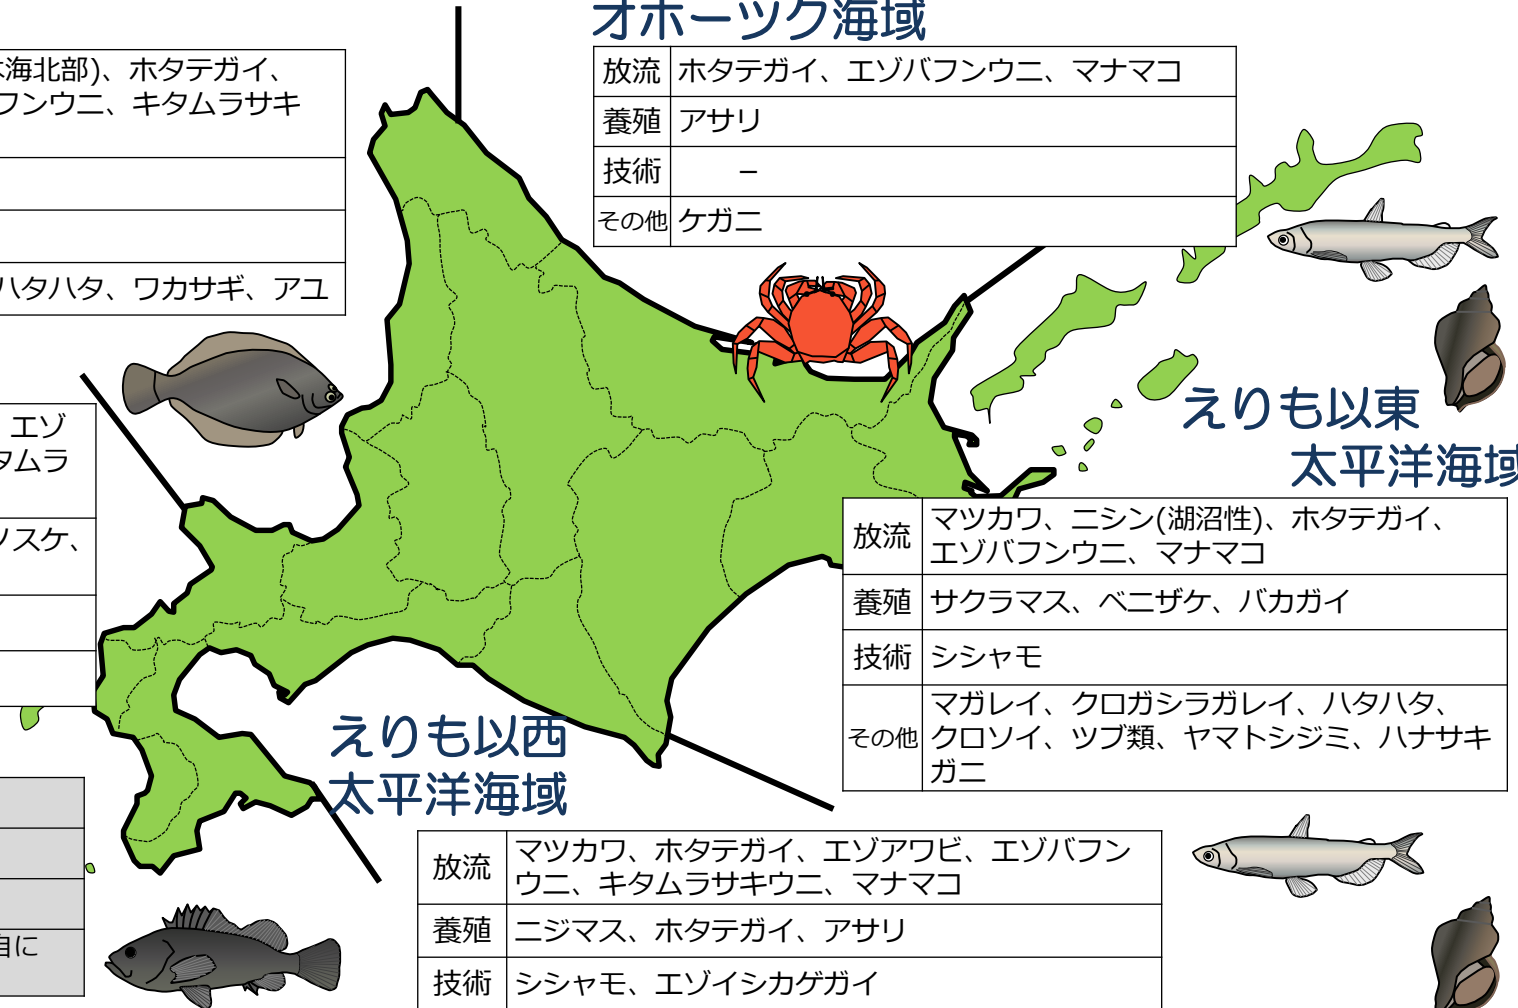 オホーツク海域
放流 ホタテガイ、エゾバフンウニ、マナマコ
養殖 アサリ
技術 －
その他 ケガニ
海北部)、ホタテガイ、
フンウニ、キタムラサキ
ハタハタ、ワカサギ、アユ
エゾ
タムラ
ノスケ、
えりも以東
太平洋海域
放流 マツカワ、ニシン(湖沼性)、ホタテガイ、
エゾバフンウニ、マナマコ
養殖 サクラマス、ベニザケ、バカガイ
技術 シシャモ
その他 マガレイ、クロガシラガレイ、ハタハタ、
クロソイ、ツブ類、ヤマトシジミ、ハナサキ
ガニ
えりも以西
太平洋海域
放流 マツカワ、ホタテガイ、エゾアワビ、エゾバフン
ウニ、キタムラサキウニ、マナマコ
養殖 ニジマス、ホタテガイ、アサリ
技術 シシャモ、エゾイシカゲガイ
自に